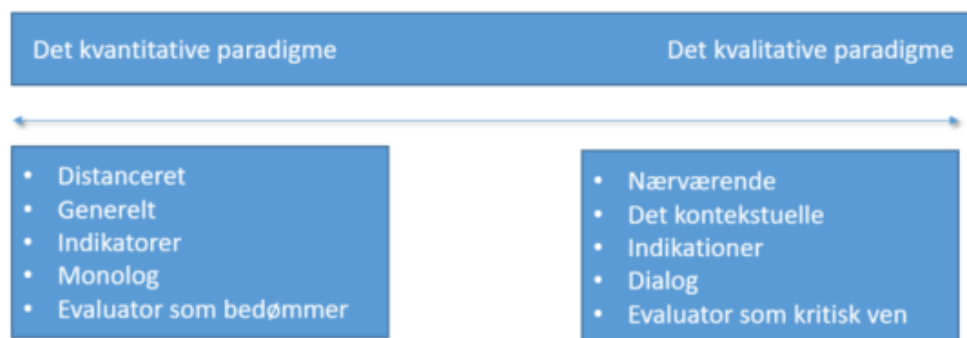 Det kvantitative paradigme
Det kvalitative paradigme
• Distanceret
• Generelt
• Indikatorer
• Monolog
• Evaluator som bedømmer
• Nærværende
• Det kontekstuelle
• Indikationer
• Dialog
• Evaluator som kritisk ven